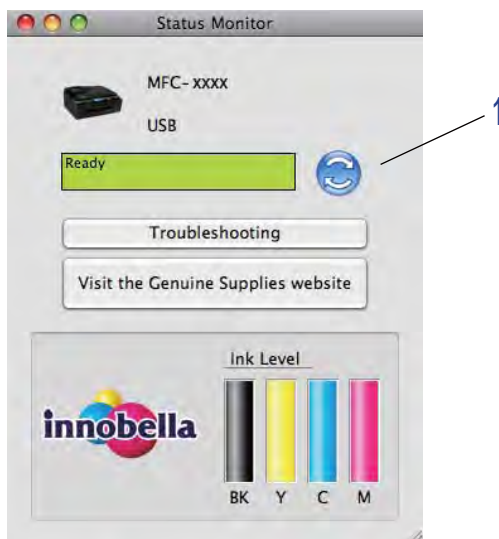 Status Monitor
MFC-xxxx
1
USB
Ready
Troubleshooting
Visit the Genuine Supplies website
Ink Level
innobella
BK Y C M